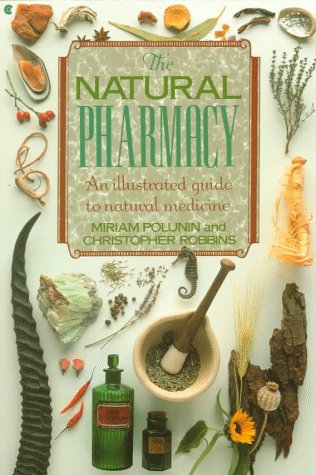 The
NATURAL
PHARMACY
An illustrated guide
to natural medicine
MIRIAM POLUNIN and
CHRISTOPHER ROBBINS